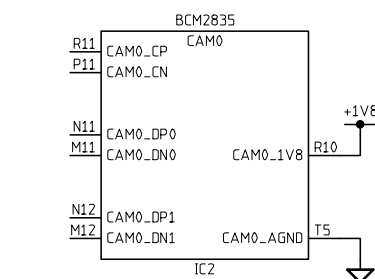 BCM2835
CAM0
R11 CAM0_CP
P11 CAM0_CN
N11 CAM0_DP0
M11 CAM0_DN0
CAM0_1V8 R10
+1V8
N12 CAM0_DP1
M12 CAM0_DN1
CAM0_AGND T5
IC2